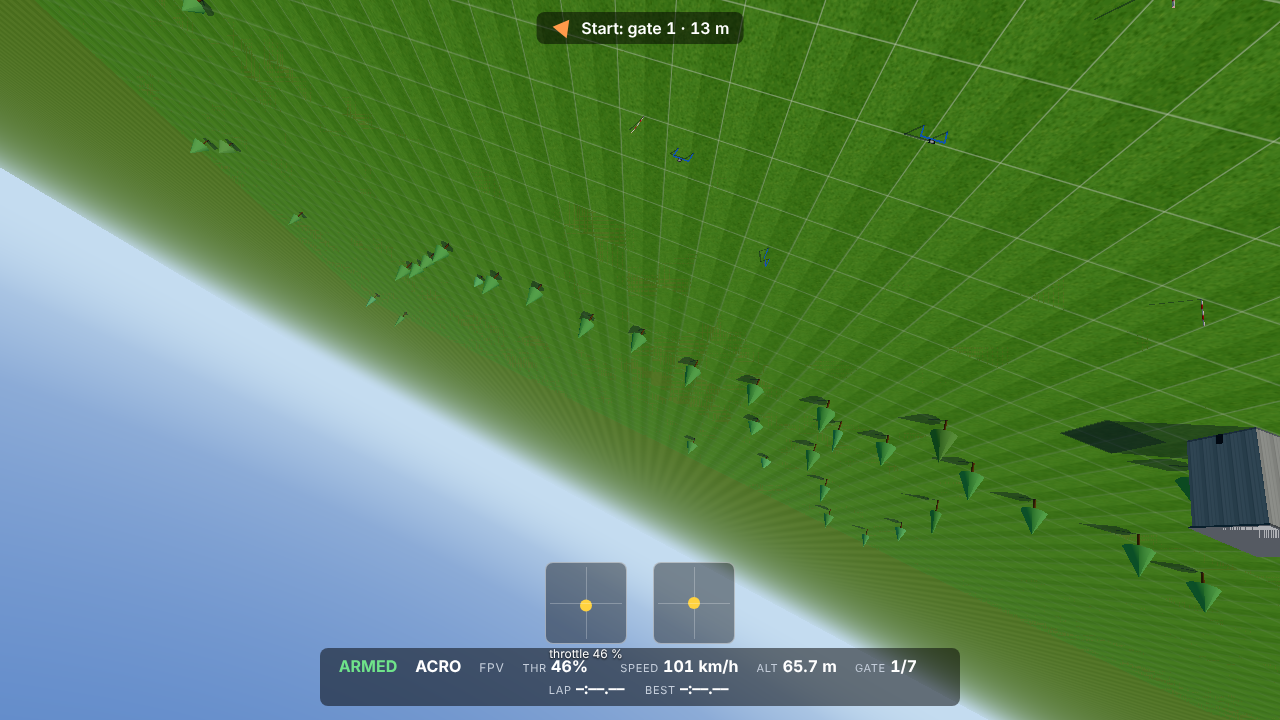 Start: gate 1 · 13 m
throttle 46 %
ARMED ACRO FPV THR 46% SPEED 101 km/h ALT 65.7 m GATE 1/7
LAP –:––.–– BEST –:––.––